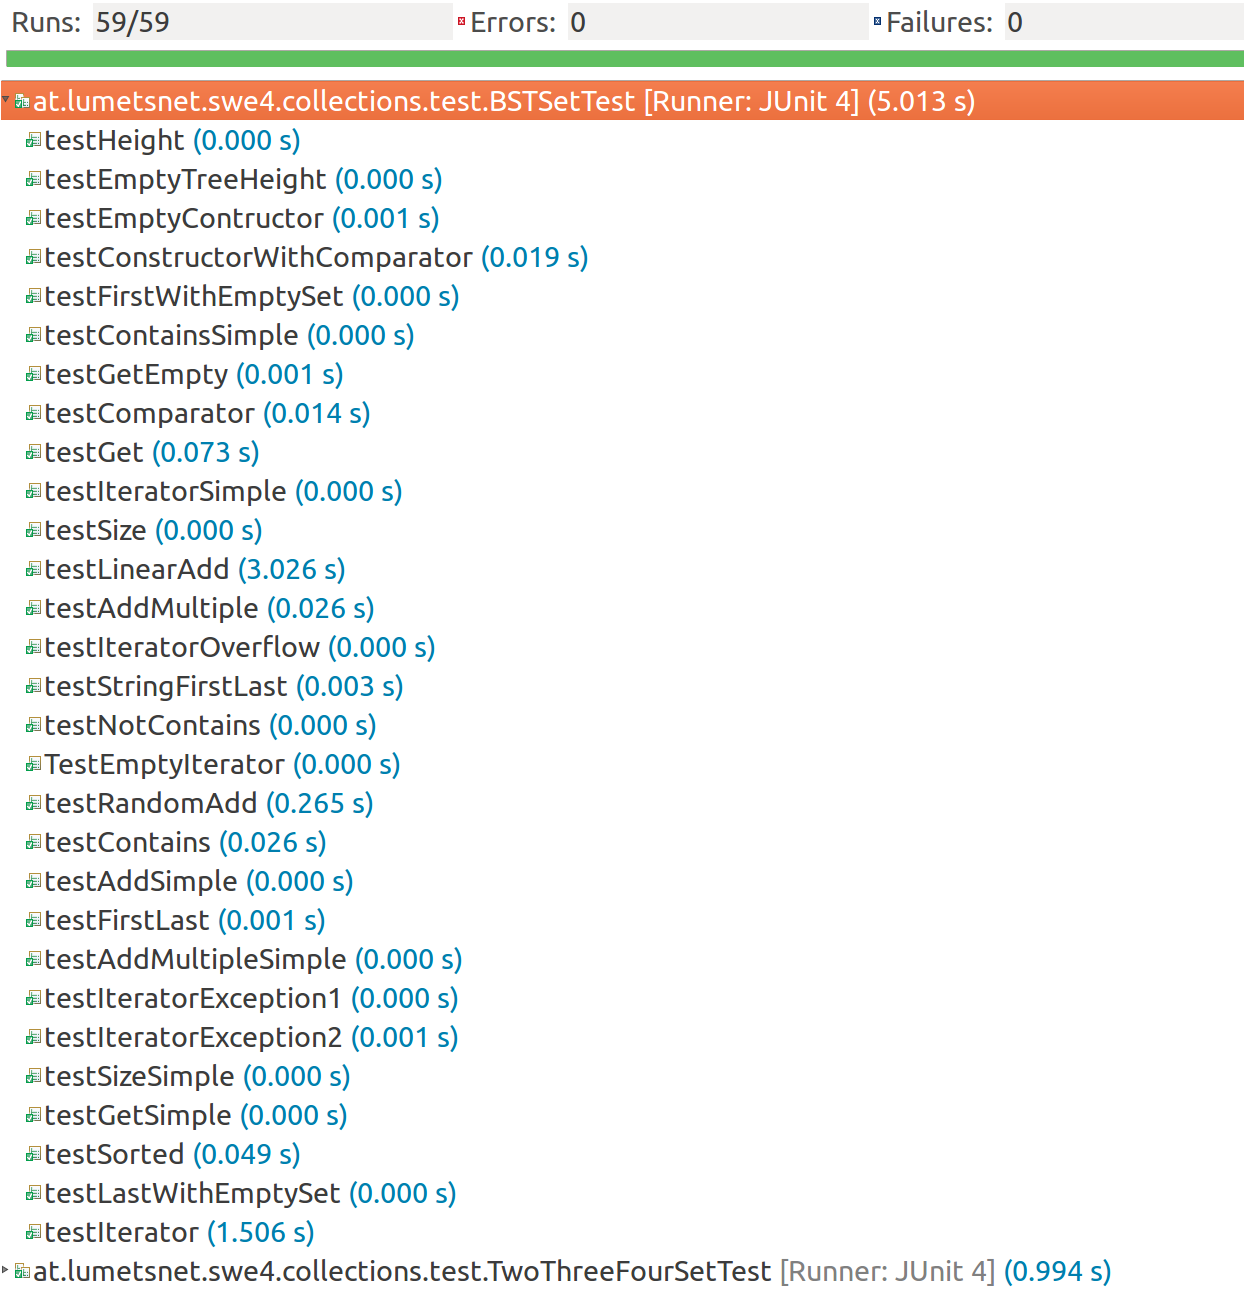 Runs: 59/59 Errors: 0 Failures: 0
at.lumetsnet.swe4.collections.test.BSTSetTest [Runner: JUnit 4] (5.013 s)
testHeight (0.000 s)
testEmptyTreeHeight (0.000 s)
testEmptyContructor (0.001 s)
testConstructorWithComparator (0.019 s)
testFirstWithEmptySet (0.000 s)
testContainsSimple (0.000 s)
testGetEmpty (0.001 s)
testComparator (0.014 s)
testGet (0.073 s)
testIteratorSimple (0.000 s)
testSize (0.000 s)
testLinearAdd (3.026 s)
testAddMultiple (0.026 s)
testIteratorOverflow (0.000 s)
testStringFirstLast (0.003 s)
testNotContains (0.000 s)
TestEmptyIterator (0.000 s)
testRandomAdd (0.265 s)
testContains (0.026 s)
testAddSimple (0.000 s)
testFirstLast (0.001 s)
testAddMultipleSimple (0.000 s)
testIteratorException1 (0.000 s)
testIteratorException2 (0.001 s)
testSizeSimple (0.000 s)
testGetSimple (0.000 s)
testSorted (0.049 s)
testLastWithEmptySet (0.000 s)
testIterator (1.506 s)
at.lumetsnet.swe4.collections.test.TwoThreeFourSetTest [Runner: JUnit 4] (0.994 s)